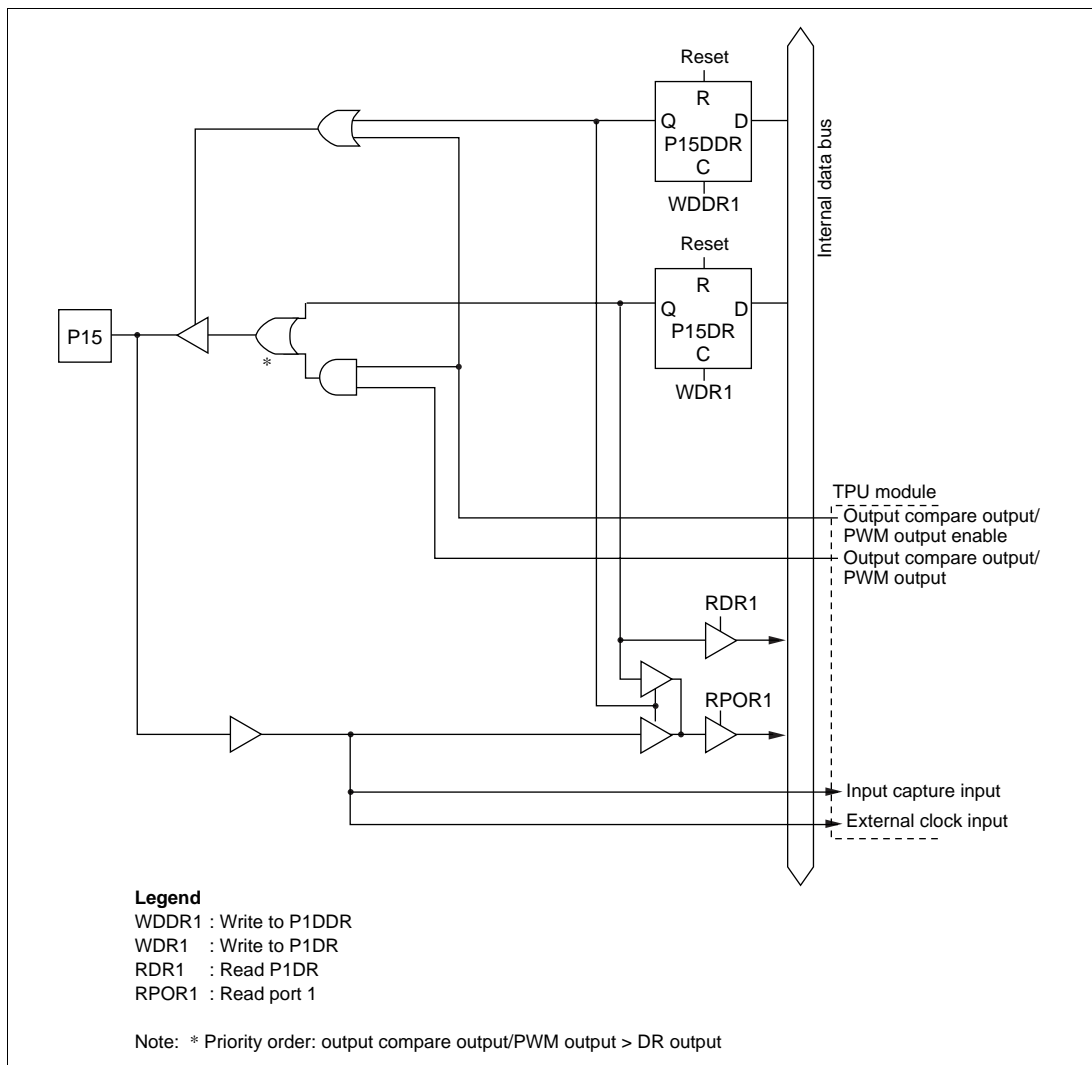 Reset
R
Q D
P15DDR
C
WDDR1
Internal data bus
Reset
R
Q D
P15DR
C
WDR1
P15
*
TPU module
Output compare output/
PWM output enable
Output compare output/
PWM output
RDR1
RPOR1
Input capture input
External clock input
Legend
WDDR1 : Write to P1DDR
WDR1 : Write to P1DR
RDR1 : Read P1DR
RPOR1 : Read port 1
Note: * Priority order: output compare output/PWM output > DR output